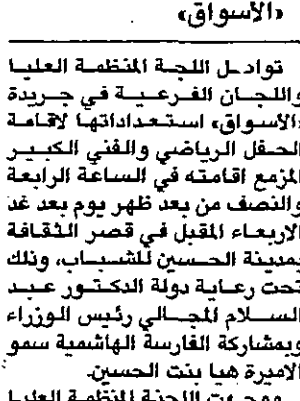 «الأسواق»
تواصل اللجنة المنظمة العليا
واللجان الفرعية في جريدة
«الأسواق» استعداداتها لاقامة
الحفل الرياضي والفني الكبير
المزمع اقامته في الساعة الرابعة
والنصف من بعد ظهر يوم بعد غد
الاربعاء المقبل في قصر الثقافة
بمدينة الحسين للشباب، وذلك
تحت رعاية دولة الدكتور عبد
السلام المجالي رئيس الوزراء
وبمشاركة الفارسة الهاشمية سمو
الاميرة هيا بنت الحسين.
ووجهت اللجنة المنظمة العليا